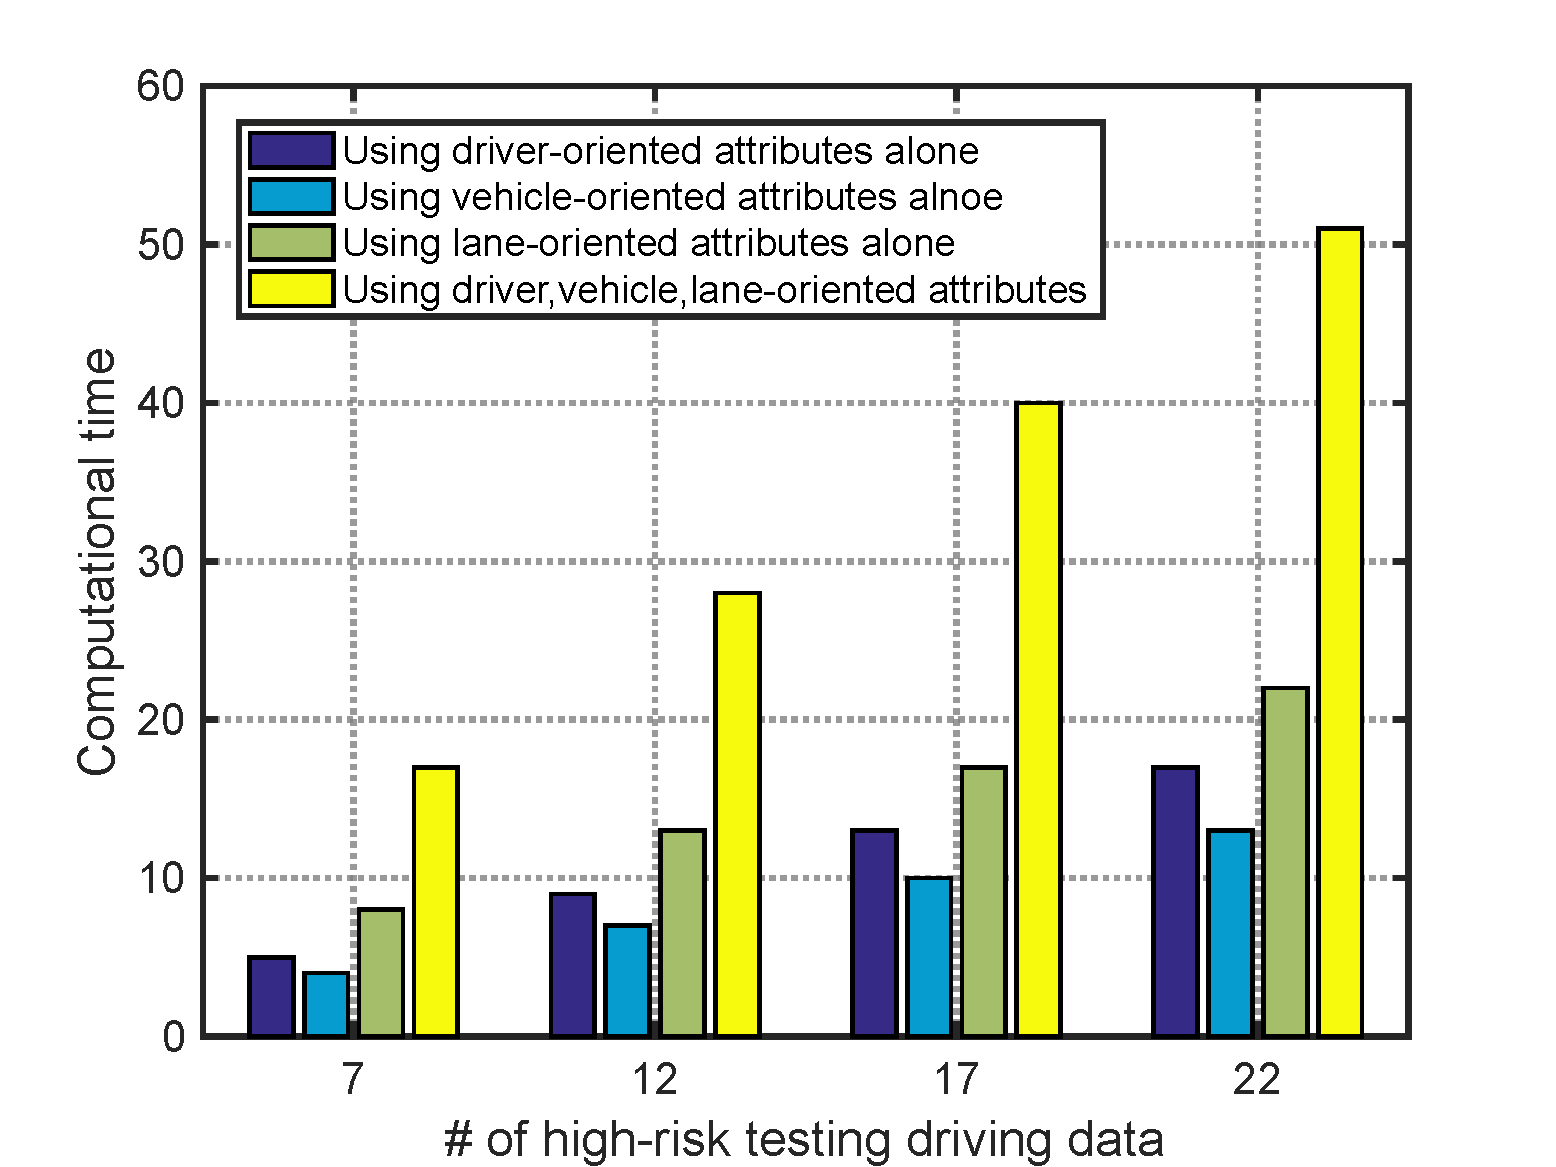 60
50
40
30
20
10
0
Computational time
Using driver-oriented attributes alone
Using vehicle-oriented attributes alnoe
Using lane-oriented attributes alone
Using driver,vehicle,lane-oriented attributes
7 12 17 22
# of high-risk testing driving data